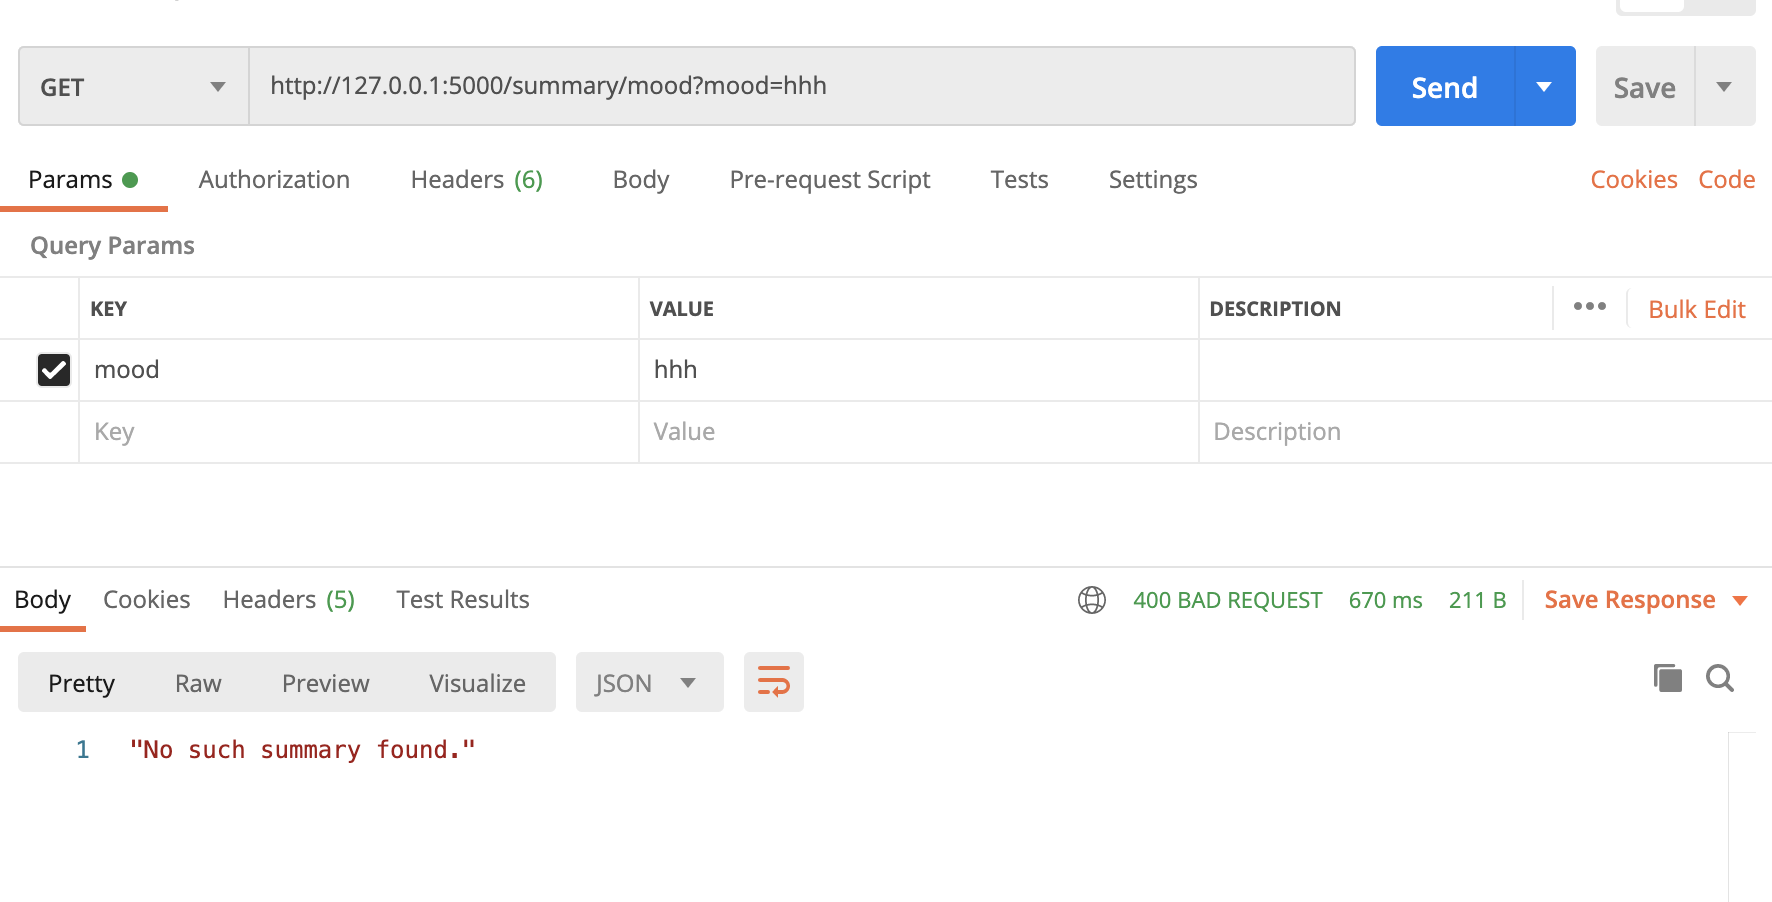 GET http://127.0.0.1:5000/summary/mood?mood=hhh Send Save
Params Authorization Headers (6) Body Pre-request Script Tests Settings Cookies Code
Query Params
KEY VALUE DESCRIPTION ••• Bulk Edit
mood hhh
Key Value Description
Body Cookies Headers (5) Test Results 400 BAD REQUEST 670 ms 211 B Save Response
Pretty Raw Preview Visualize JSON
1 "No such summary found."